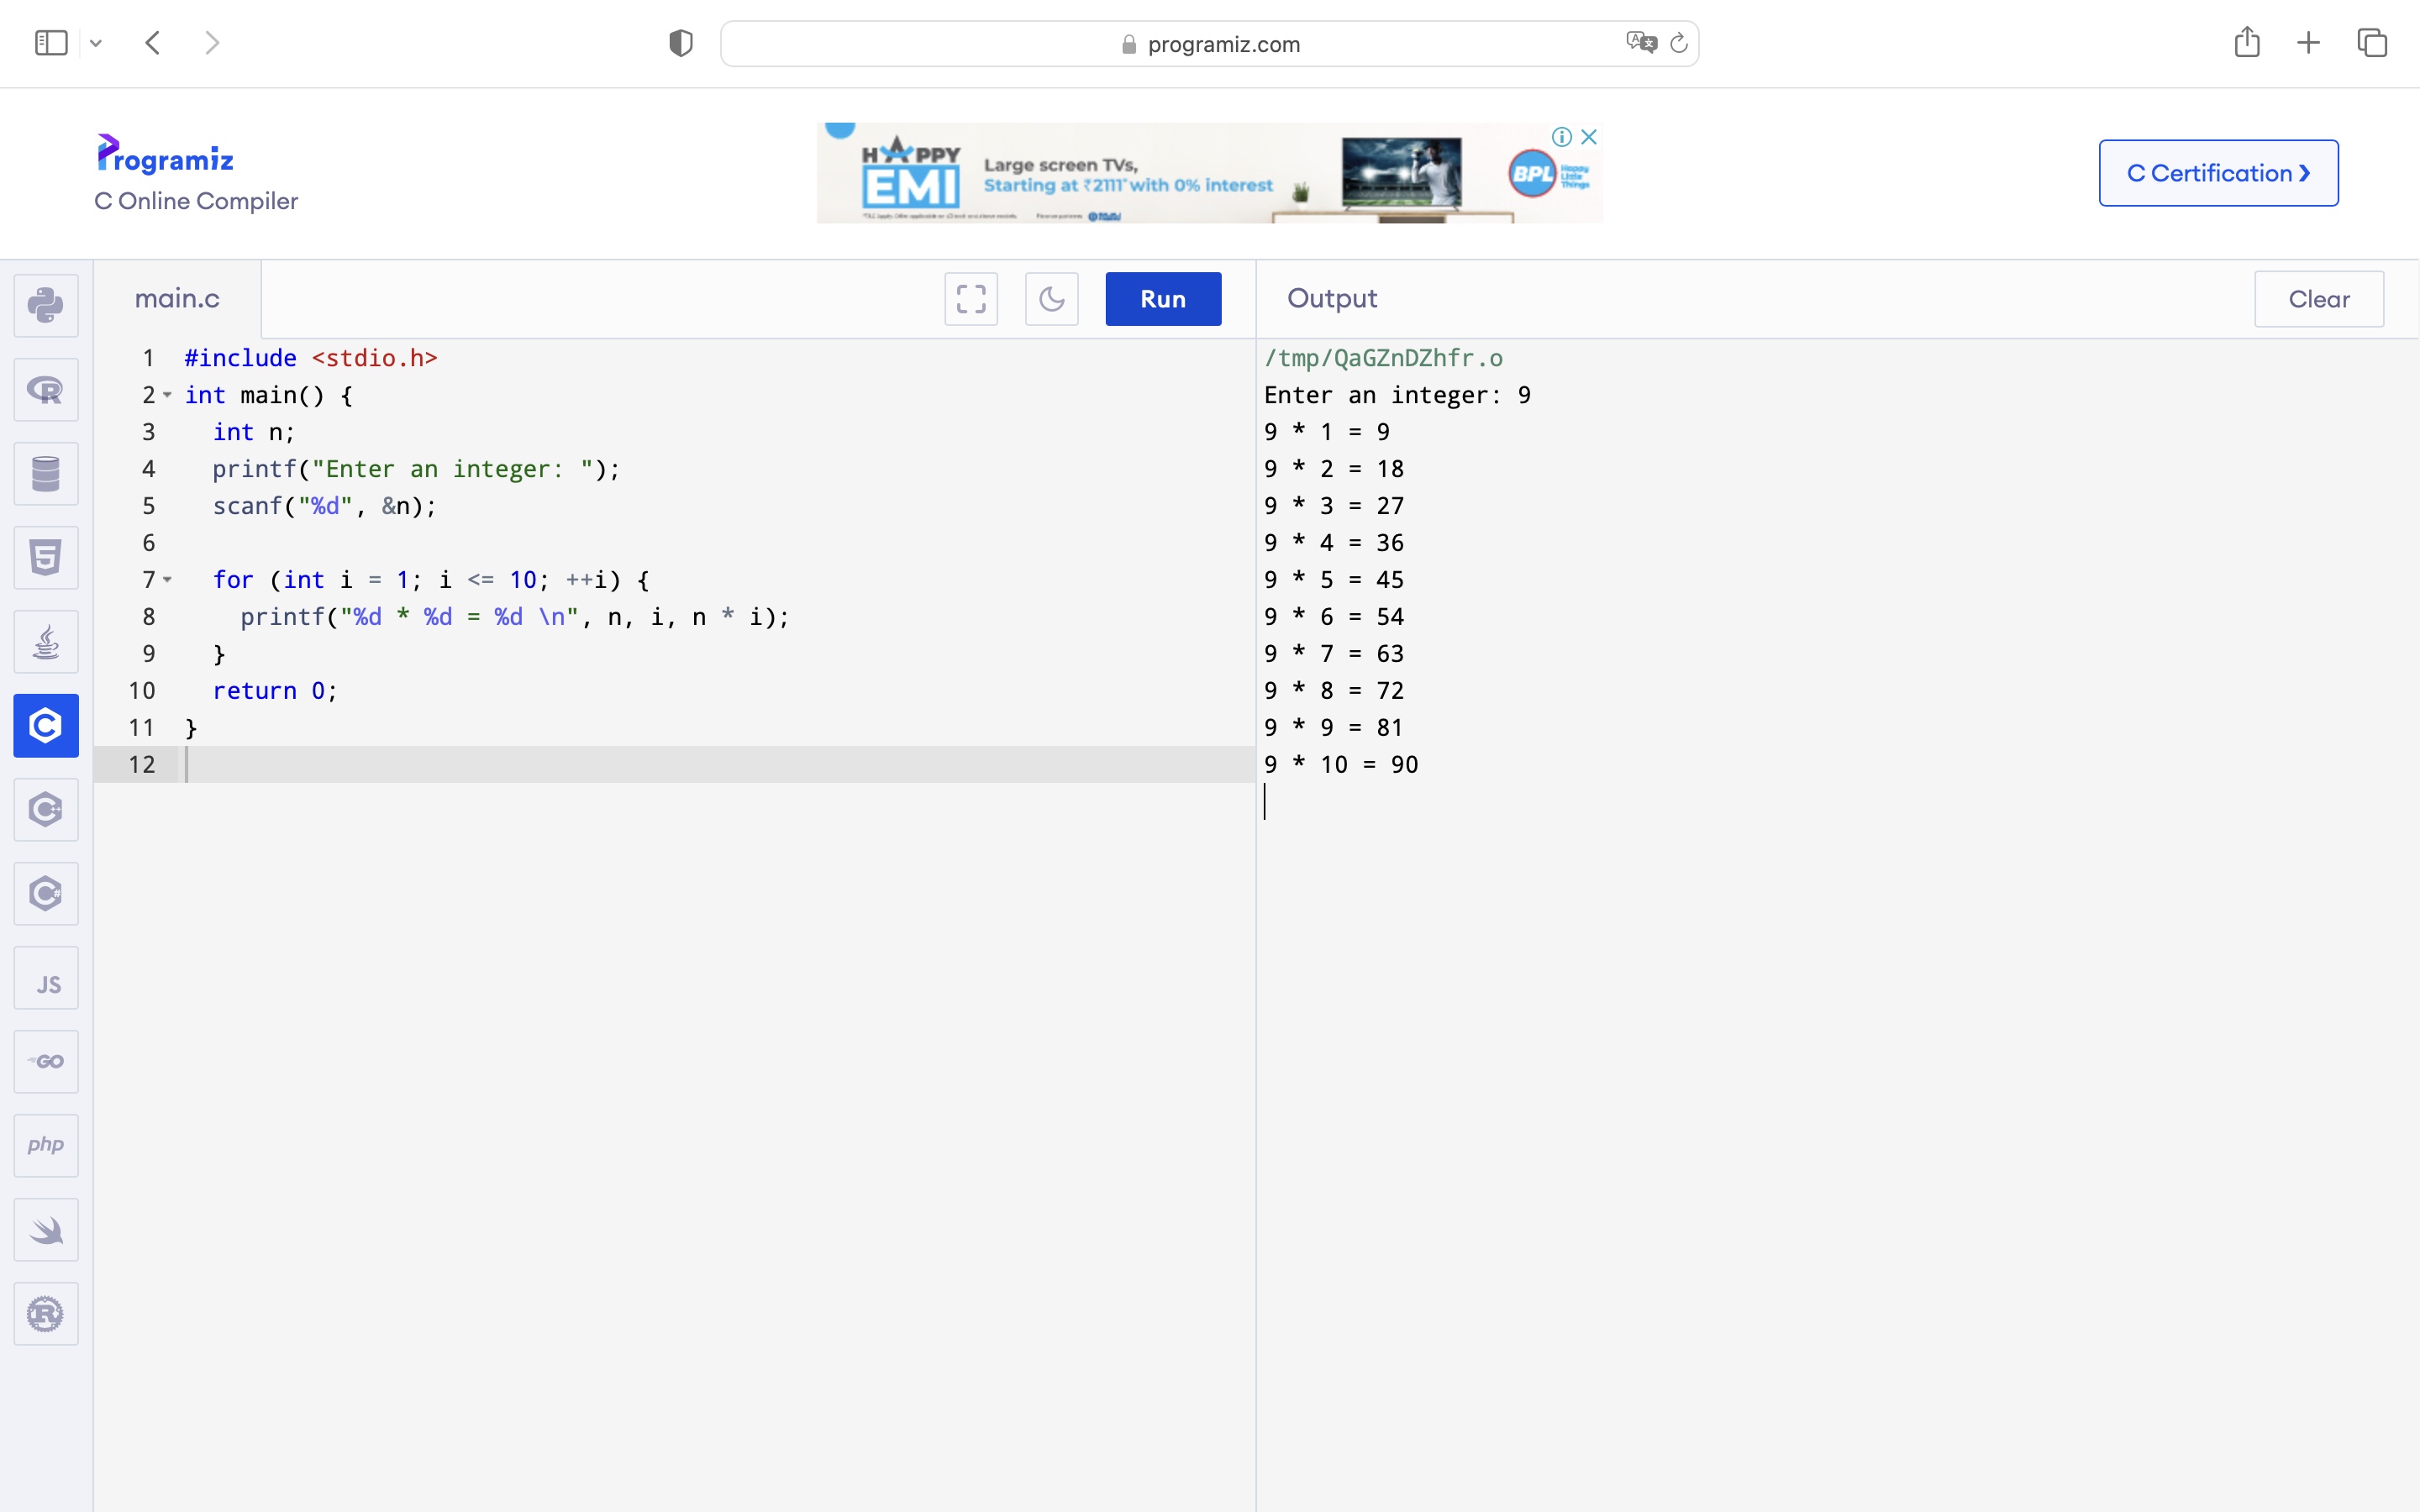 programiz.com
Programiz
C Online Compiler
HAPPY
EMI
Large screen TVs,
Starting at ₹2111* with 0% interest
BPL
Happy
Little
Things
C Certification ❯
main.c
Run
Output
Clear
1 #include <stdio.h>
2 int main() {
3   int n;
4   printf("Enter an integer: ");
5   scanf("%d", &n);
6
7   for (int i = 1; i <= 10; ++i) {
8     printf("%d * %d = %d \n", n, i, n * i);
9   }
10   return 0;
11 }
12
/tmp/QaGZnDZhfr.o
Enter an integer: 9
9 * 1 = 9
9 * 2 = 18
9 * 3 = 27
9 * 4 = 36
9 * 5 = 45
9 * 6 = 54
9 * 7 = 63
9 * 8 = 72
9 * 9 = 81
9 * 10 = 90
R
5
C
C++
C#
JS
GO
php
R